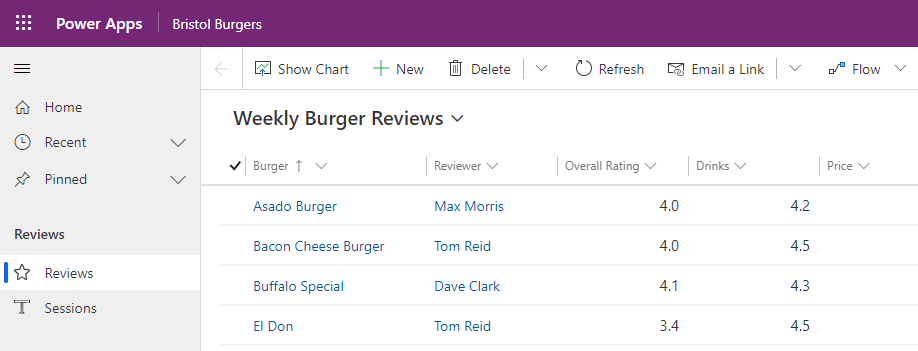 Power Apps Bristol Burgers
Show Chart New Delete Refresh Email a Link Flow
Home
Recent
Pinned
Reviews
Reviews
Sessions
Weekly Burger Reviews
Burger Reviewer Overall Rating Drinks Price
Asado Burger Max Morris 4.0 4.2
Bacon Cheese Burger Tom Reid 4.0 4.5
Buffalo Special Dave Clark 4.1 4.3
El Don Tom Reid 3.4 4.5